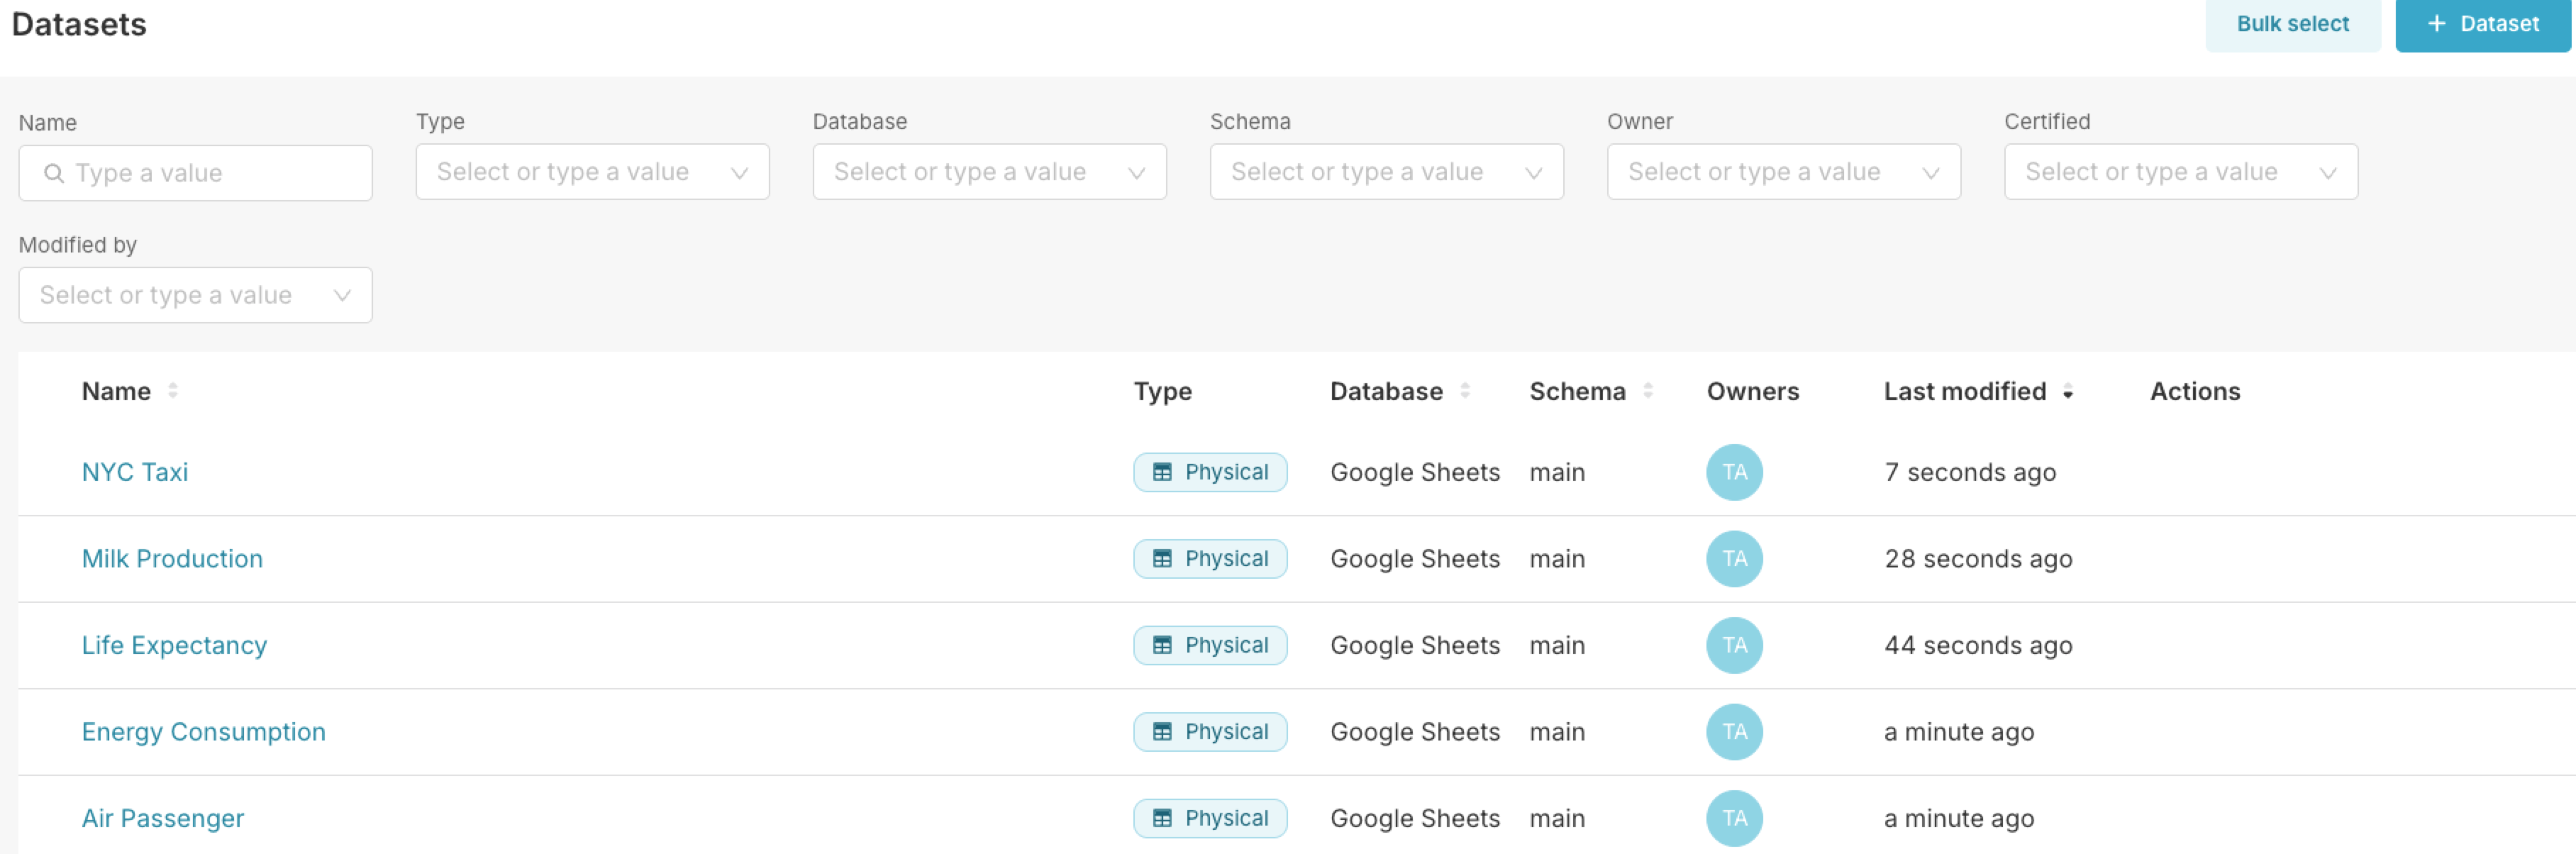 Datasets
Bulk select
+ Dataset
Name Type Database Schema Owner Certified
Type a value Select or type a value Select or type a value Select or type a value Select or type a value Select or type a value
Modified by
Select or type a value
Name Type Database Schema Owners Last modified Actions
NYC Taxi Physical Google Sheets main TA 7 seconds ago
Milk Production Physical Google Sheets main TA 28 seconds ago
Life Expectancy Physical Google Sheets main TA 44 seconds ago
Energy Consumption Physical Google Sheets main TA a minute ago
Air Passenger Physical Google Sheets main TA a minute ago